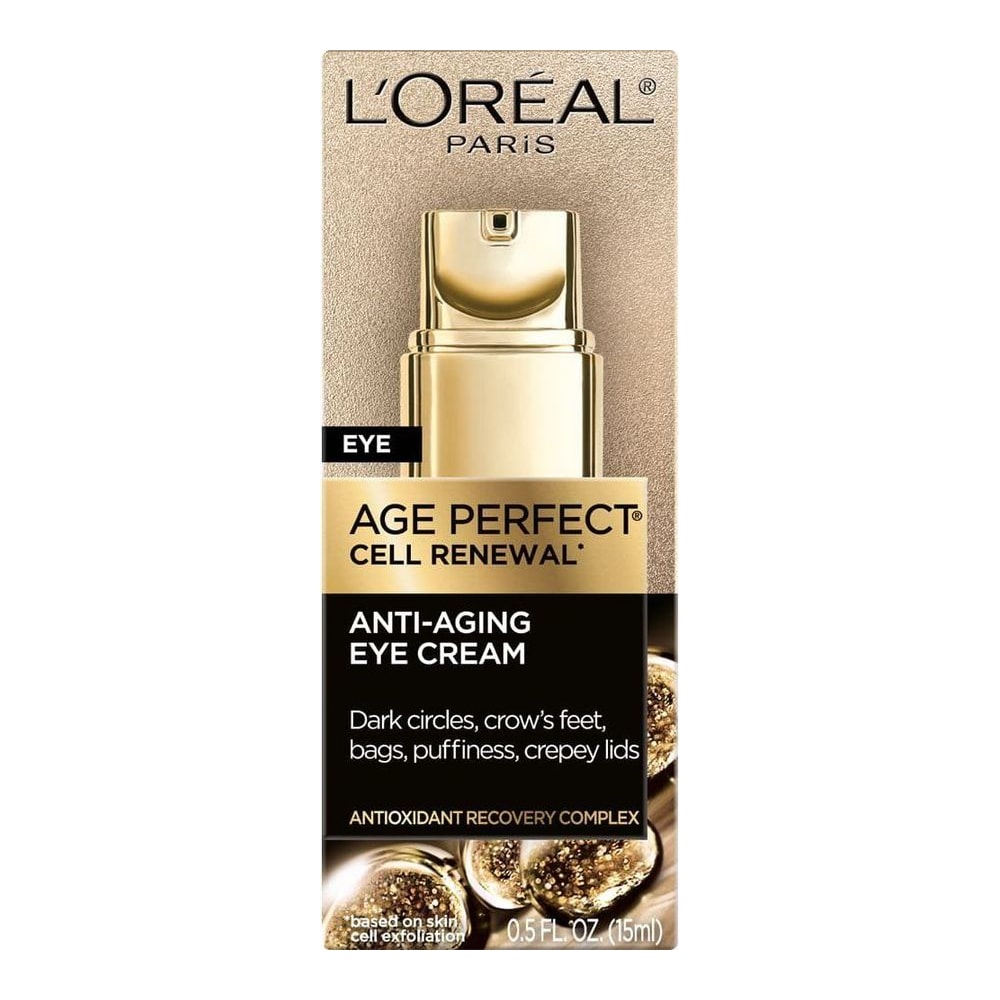 L'ORÉAL®
PARiS
EYE
AGE PERFECT®
CELL RENEWAL*
ANTI-AGING
EYE CREAM
Dark circles, crow's feet,
bags, puffiness, crepey lids
ANTIOXIDANT RECOVERY COMPLEX
*based on skin
cell exfoliation
0.5 FL. OZ. (15ml)